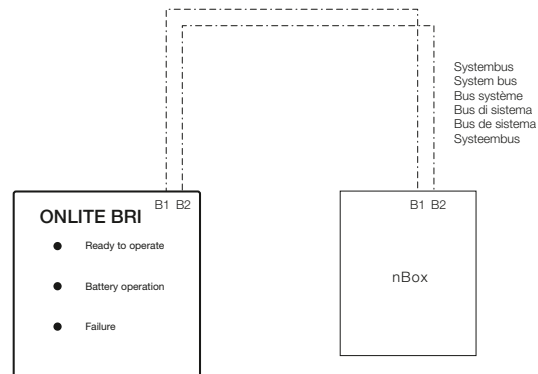 Systembus
System bus
Bus système
Bus di sistema
Bus de sistema
Systeembus
B1 B2
ONLITE BRI
Ready to operate
Battery operation
Failure
B1 B2
nBox